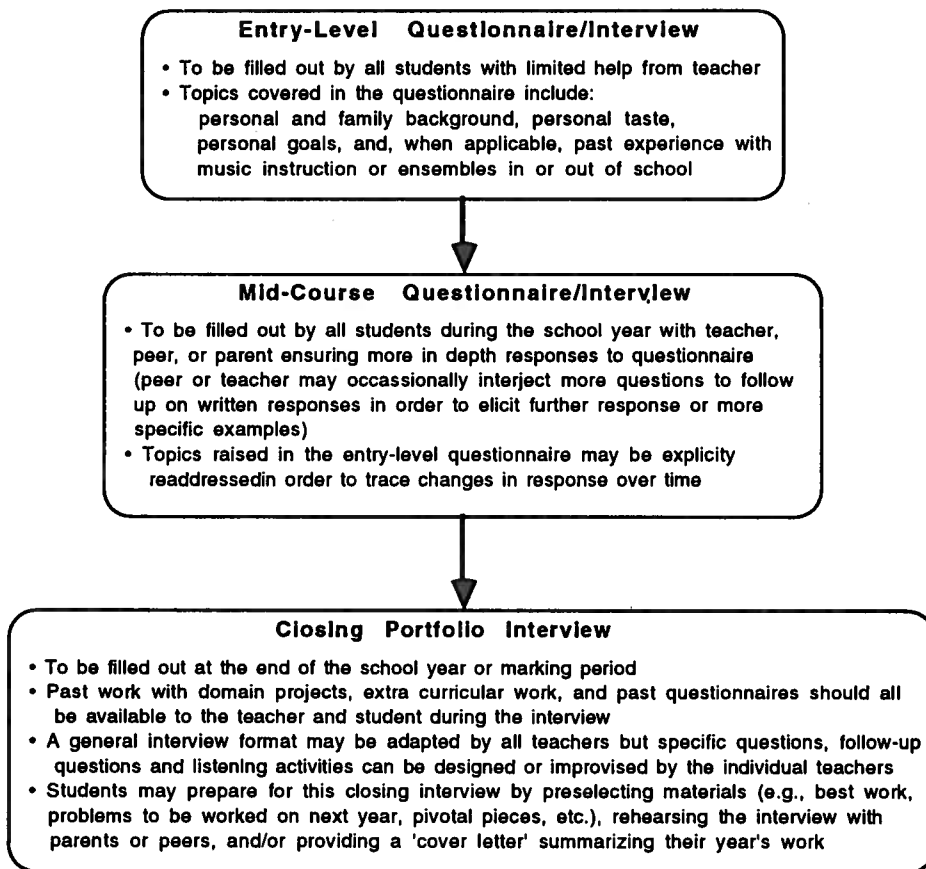 Entry-Level Questionnaire/Interview
• To be filled out by all students with limited help from teacher
• Topics covered in the questionnaire include:
personal and family background, personal taste,
personal goals, and, when applicable, past experience with
music instruction or ensembles in or out of school
Mid-Course Questionnaire/Interview
• To be filled out by all students during the school year with teacher,
peer, or parent ensuring more in depth responses to questionnaire
(peer or teacher may occassionally interject more questions to follow
up on written responses in order to elicit further response or more
specific examples)
• Topics raised in the entry-level questionnaire may be explicity
readdressedin order to trace changes in response over time
Closing Portfolio Interview
• To be filled out at the end of the school year or marking period
• Past work with domain projects, extra curricular work, and past questionnaires should all
be available to the teacher and student during the interview
• A general interview format may be adapted by all teachers but specific questions, follow-up
questions and listening activities can be designed or improvised by the individual teachers
• Students may prepare for this closing interview by preselecting materials (e.g., best work,
problems to be worked on next year, pivotal pieces, etc.), rehearsing the interview with
parents or peers, and/or providing a 'cover letter' summarizing their year's work